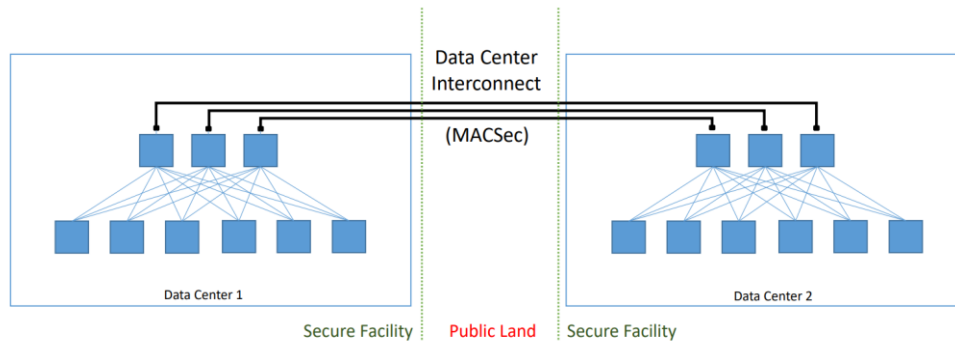 Data Center
Interconnect
(MACSec)
Data Center 1
Data Center 2
Secure Facility
Public Land
Secure Facility